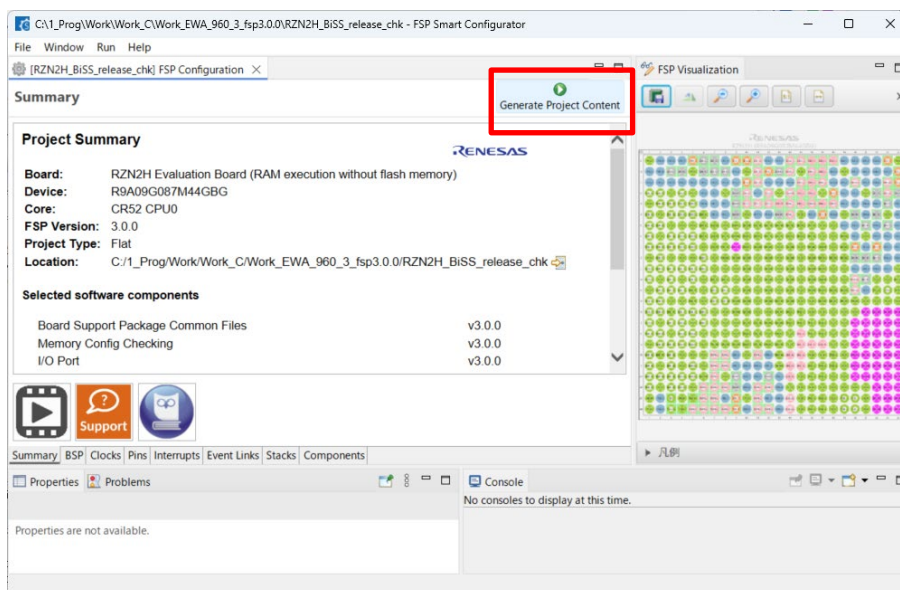 C:\1_Prog\Work\Work_C\Work_EWA_960_3_fsp3.0.0\RZN2H_BiSS_release_chk - FSP Smart Configurator
File Window Run Help
[RZN2H_BiSS_release_chk] FSP Configuration
FSP Visualization
Summary
Generate Project Content
Project Summary
RENESAS
Board: RZN2H Evaluation Board (RAM execution without flash memory)
Device: R9A09G087M44GBG
Core: CR52 CPU0
FSP Version: 3.0.0
Project Type: Flat
Location: C:/1_Prog/Work/Work_C/Work_EWA_960_3_fsp3.0.0/RZN2H_BiSS_release_chk
Selected software components
Board Support Package Common Files v3.0.0
Memory Config Checking v3.0.0
I/O Port v3.0.0
Support
Summary BSP Clocks Pins Interrupts Event Links Stacks Components
RENESAS
凡例
Properties Problems
Console
No consoles to display at this time.
Properties are not available.